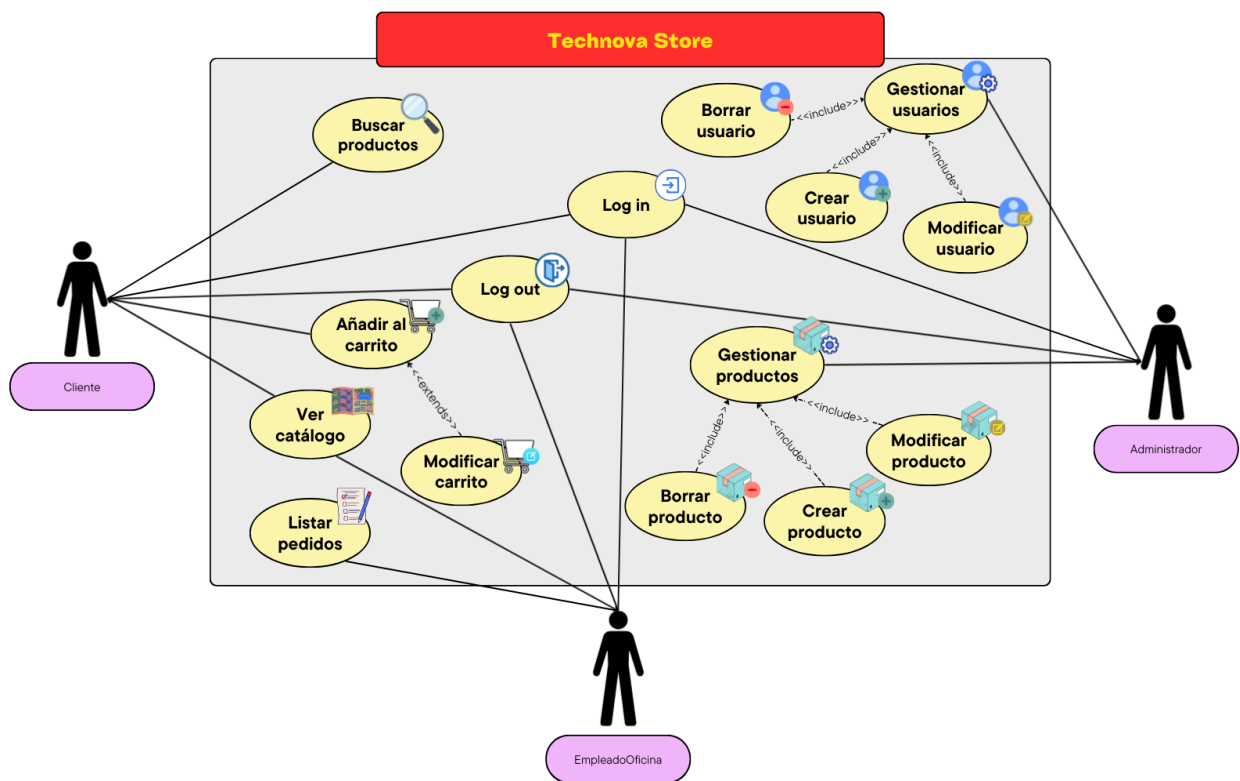 Technova Store
Buscar
productos
Borrar
usuario
<<include>>
Gestionar
usuarios
<<include>>
<<include>>
Crear
usuario
Modificar
usuario
Log in
Log out
Añadir al
carrito
<<extends>>
Ver
catálogo
Modificar
carrito
Listar
pedidos
Gestionar
productos
<<include>>
<<include>>
<<include>>
Modificar
producto
Borrar
producto
Crear
producto
Cliente
Administrador
EmpleadoOficina